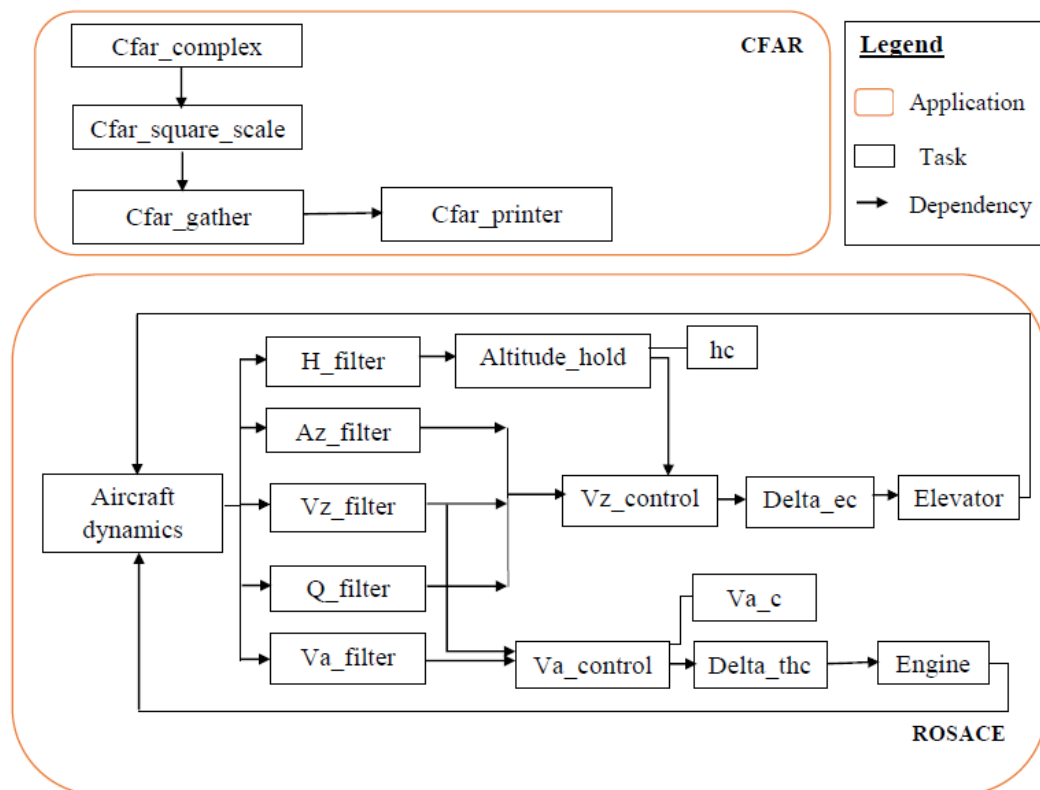 Cfar_complex
CFAR
Cfar_square_scale
Cfar_gather
Cfar_printer
Legend
Application
Task
Dependency
H_filter
Altitude_hold
hc
Az_filter
Aircraft
dynamics
Vz_filter
Vz_control
Delta_ec
Elevator
Q_filter
Va_c
Va_filter
Va_control
Delta_thc
Engine
ROSACE